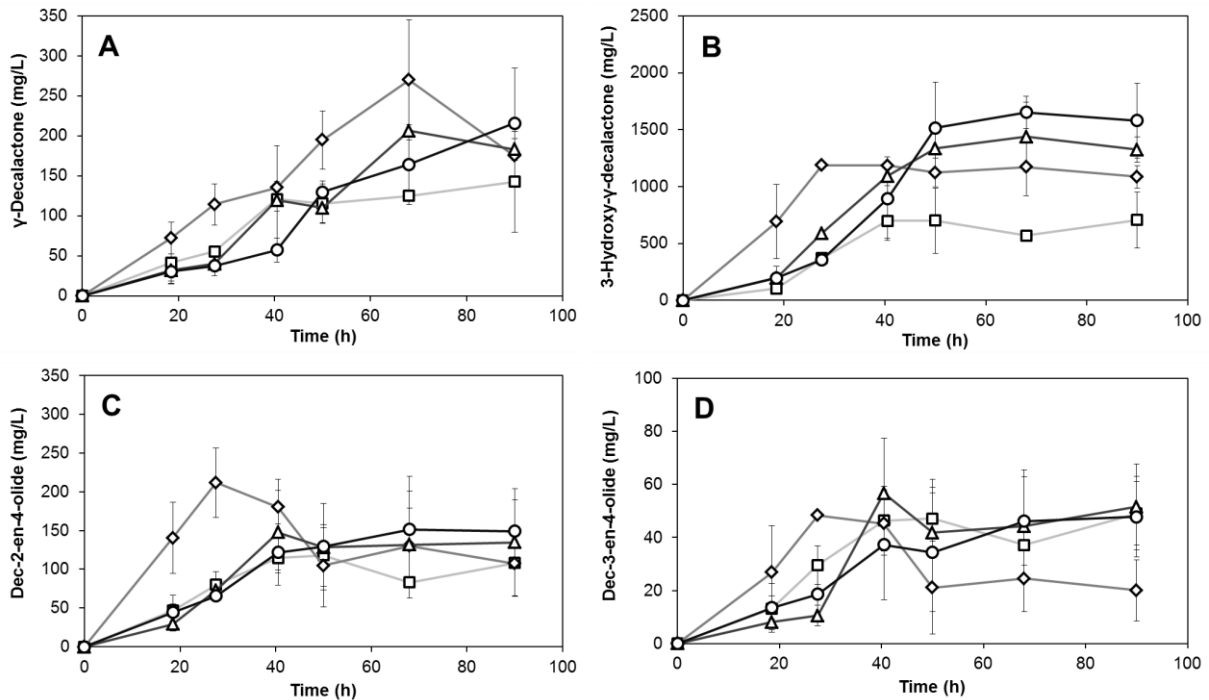 A
γ-Decalactone (mg/L)
350
300
250
200
150
100
50
0
0 20 40 60 80 100
Time (h)
B
3-Hydroxy-γ-decalactone (mg/L)
2500
2000
1500
1000
500
0
0 20 40 60 80 100
Time (h)
C
Dec-2-en-4-olide (mg/L)
350
300
250
200
150
100
50
0
0 20 40 60 80 100
Time (h)
D
Dec-3-en-4-olide (mg/L)
100
80
60
40
20
0
0 20 40 60 80 100
Time (h)